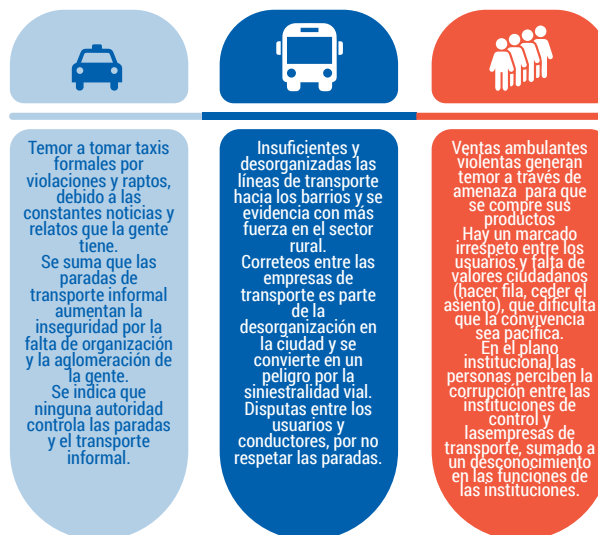 Temor a tomar taxis
formales por
violaciones y raptos,
debido a las
constantes noticias y
relatos que la gente
tiene.
Se suma que las
paradas de
transporte informal
aumentan la
inseguridad por la
falta de organización
y la aglomeración de
la gente.
Se indica que
ninguna autoridad
controla las paradas
y el transporte
informal.
Insuficientes y
desorganizadas las
líneas de transporte
hacia los barrios y se
evidencia con más
fuerza en el sector
rural.
Correteos entre las
empresas de
transporte es parte
de la
desorganización en
la ciudad y se
convierte en un
peligro por la
siniestralidad vial.
Disputas entre los
usuarios y
conductores, por no
respetar las paradas.
Ventas ambulantes
violentas generan
temor a través de
amenaza para que
se compre sus
productos
Hay un marcado
irrespeto entre los
usuarios y falta de
valores ciudadanos
(hacer fila, ceder el
asiento), que dificulta
que la convivencia
sea pacífica.
En el plano
institucional las
personas perciben la
corrupción entre las
instituciones de
control y
lasempresas de
transporte, sumado a
un desconocimiento
en las funciones de
las instituciones.